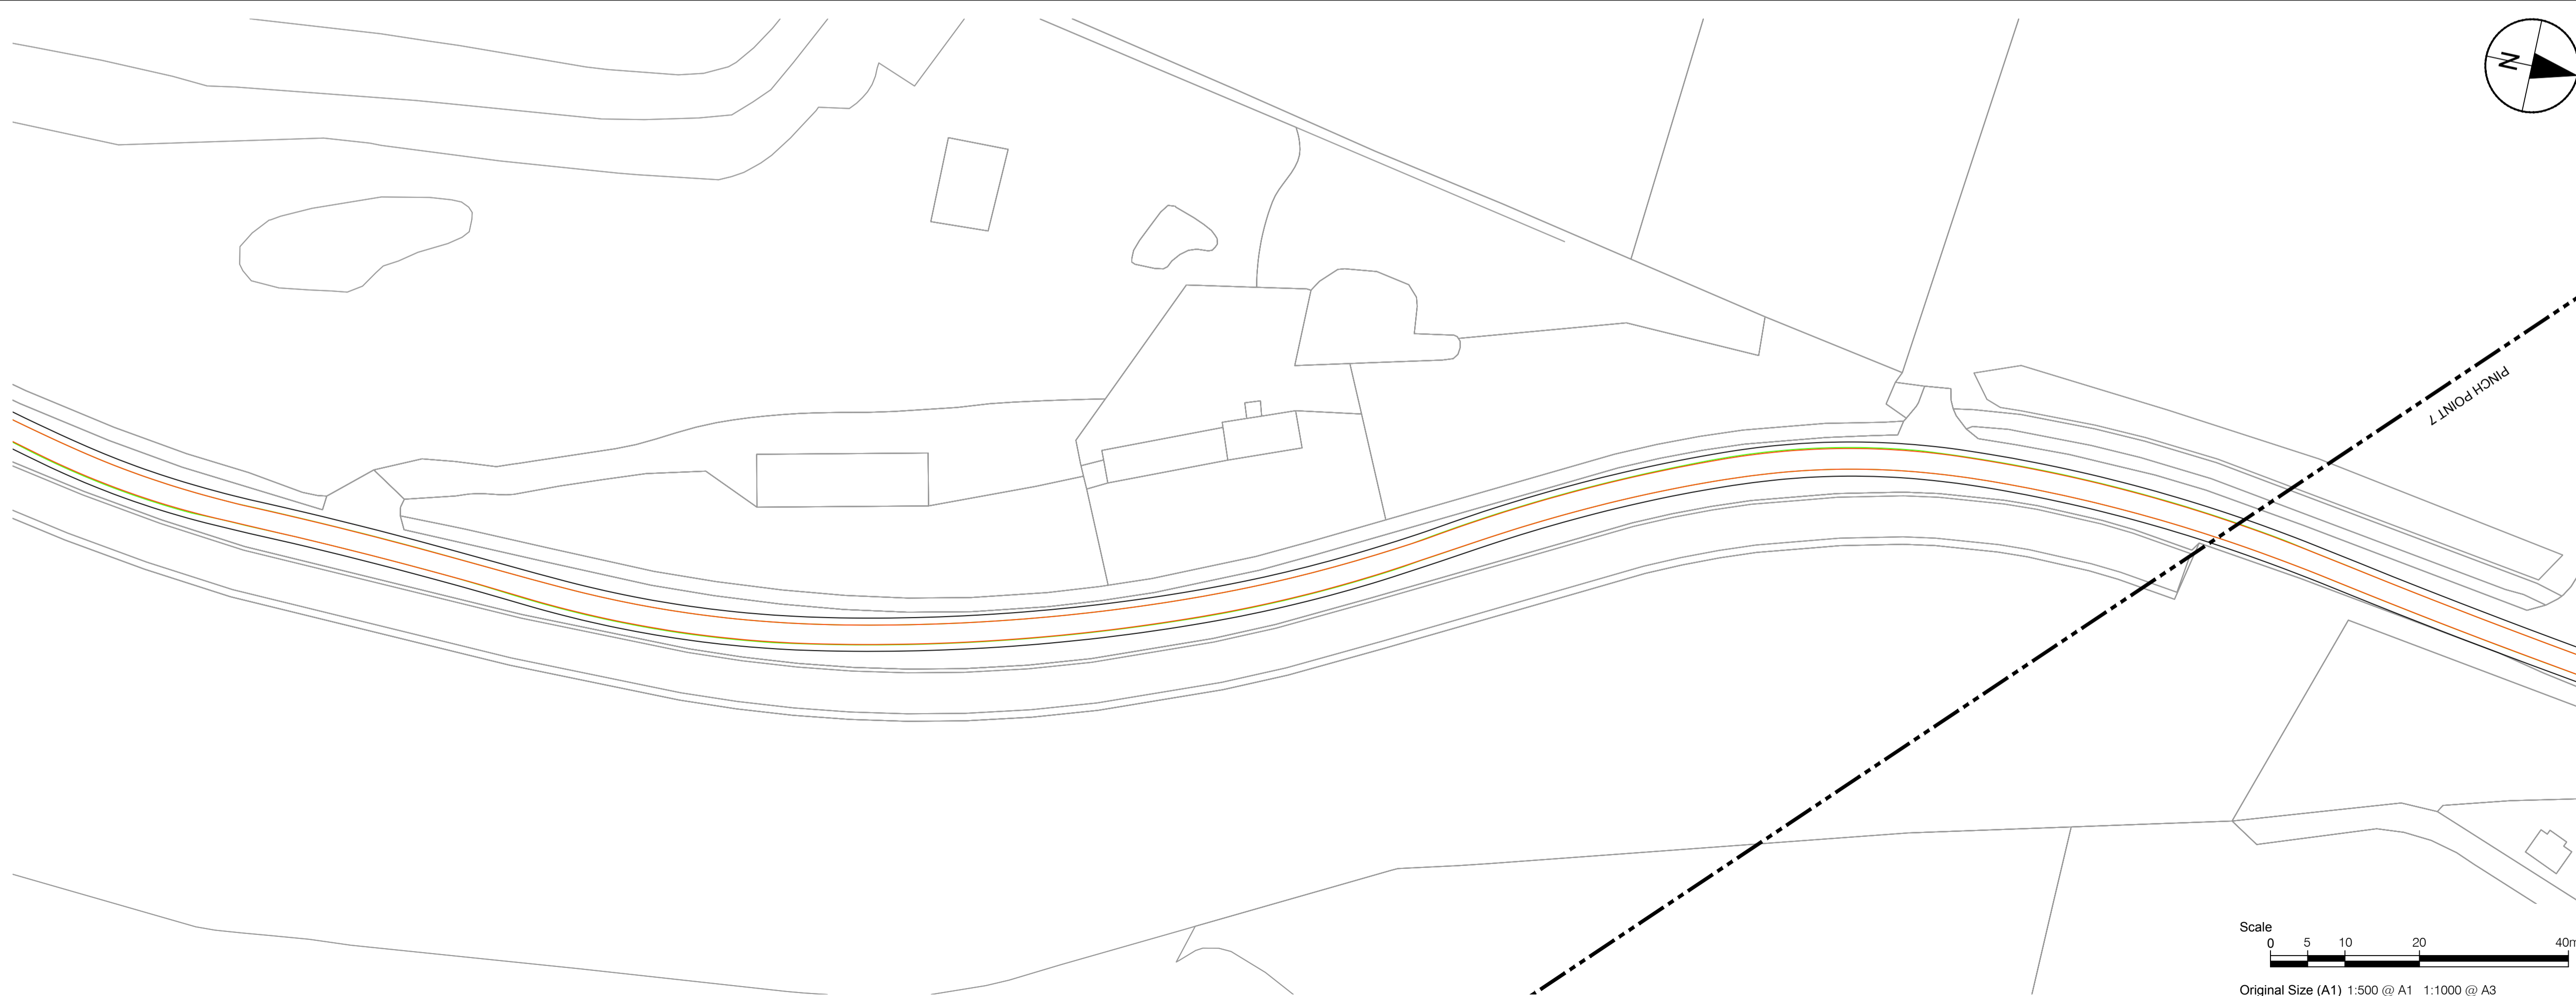 N
PINCH POINT 7
Scale
0 5 10 20 40m
Original Size (A1) 1:500 @ A1 1:1000 @ A3